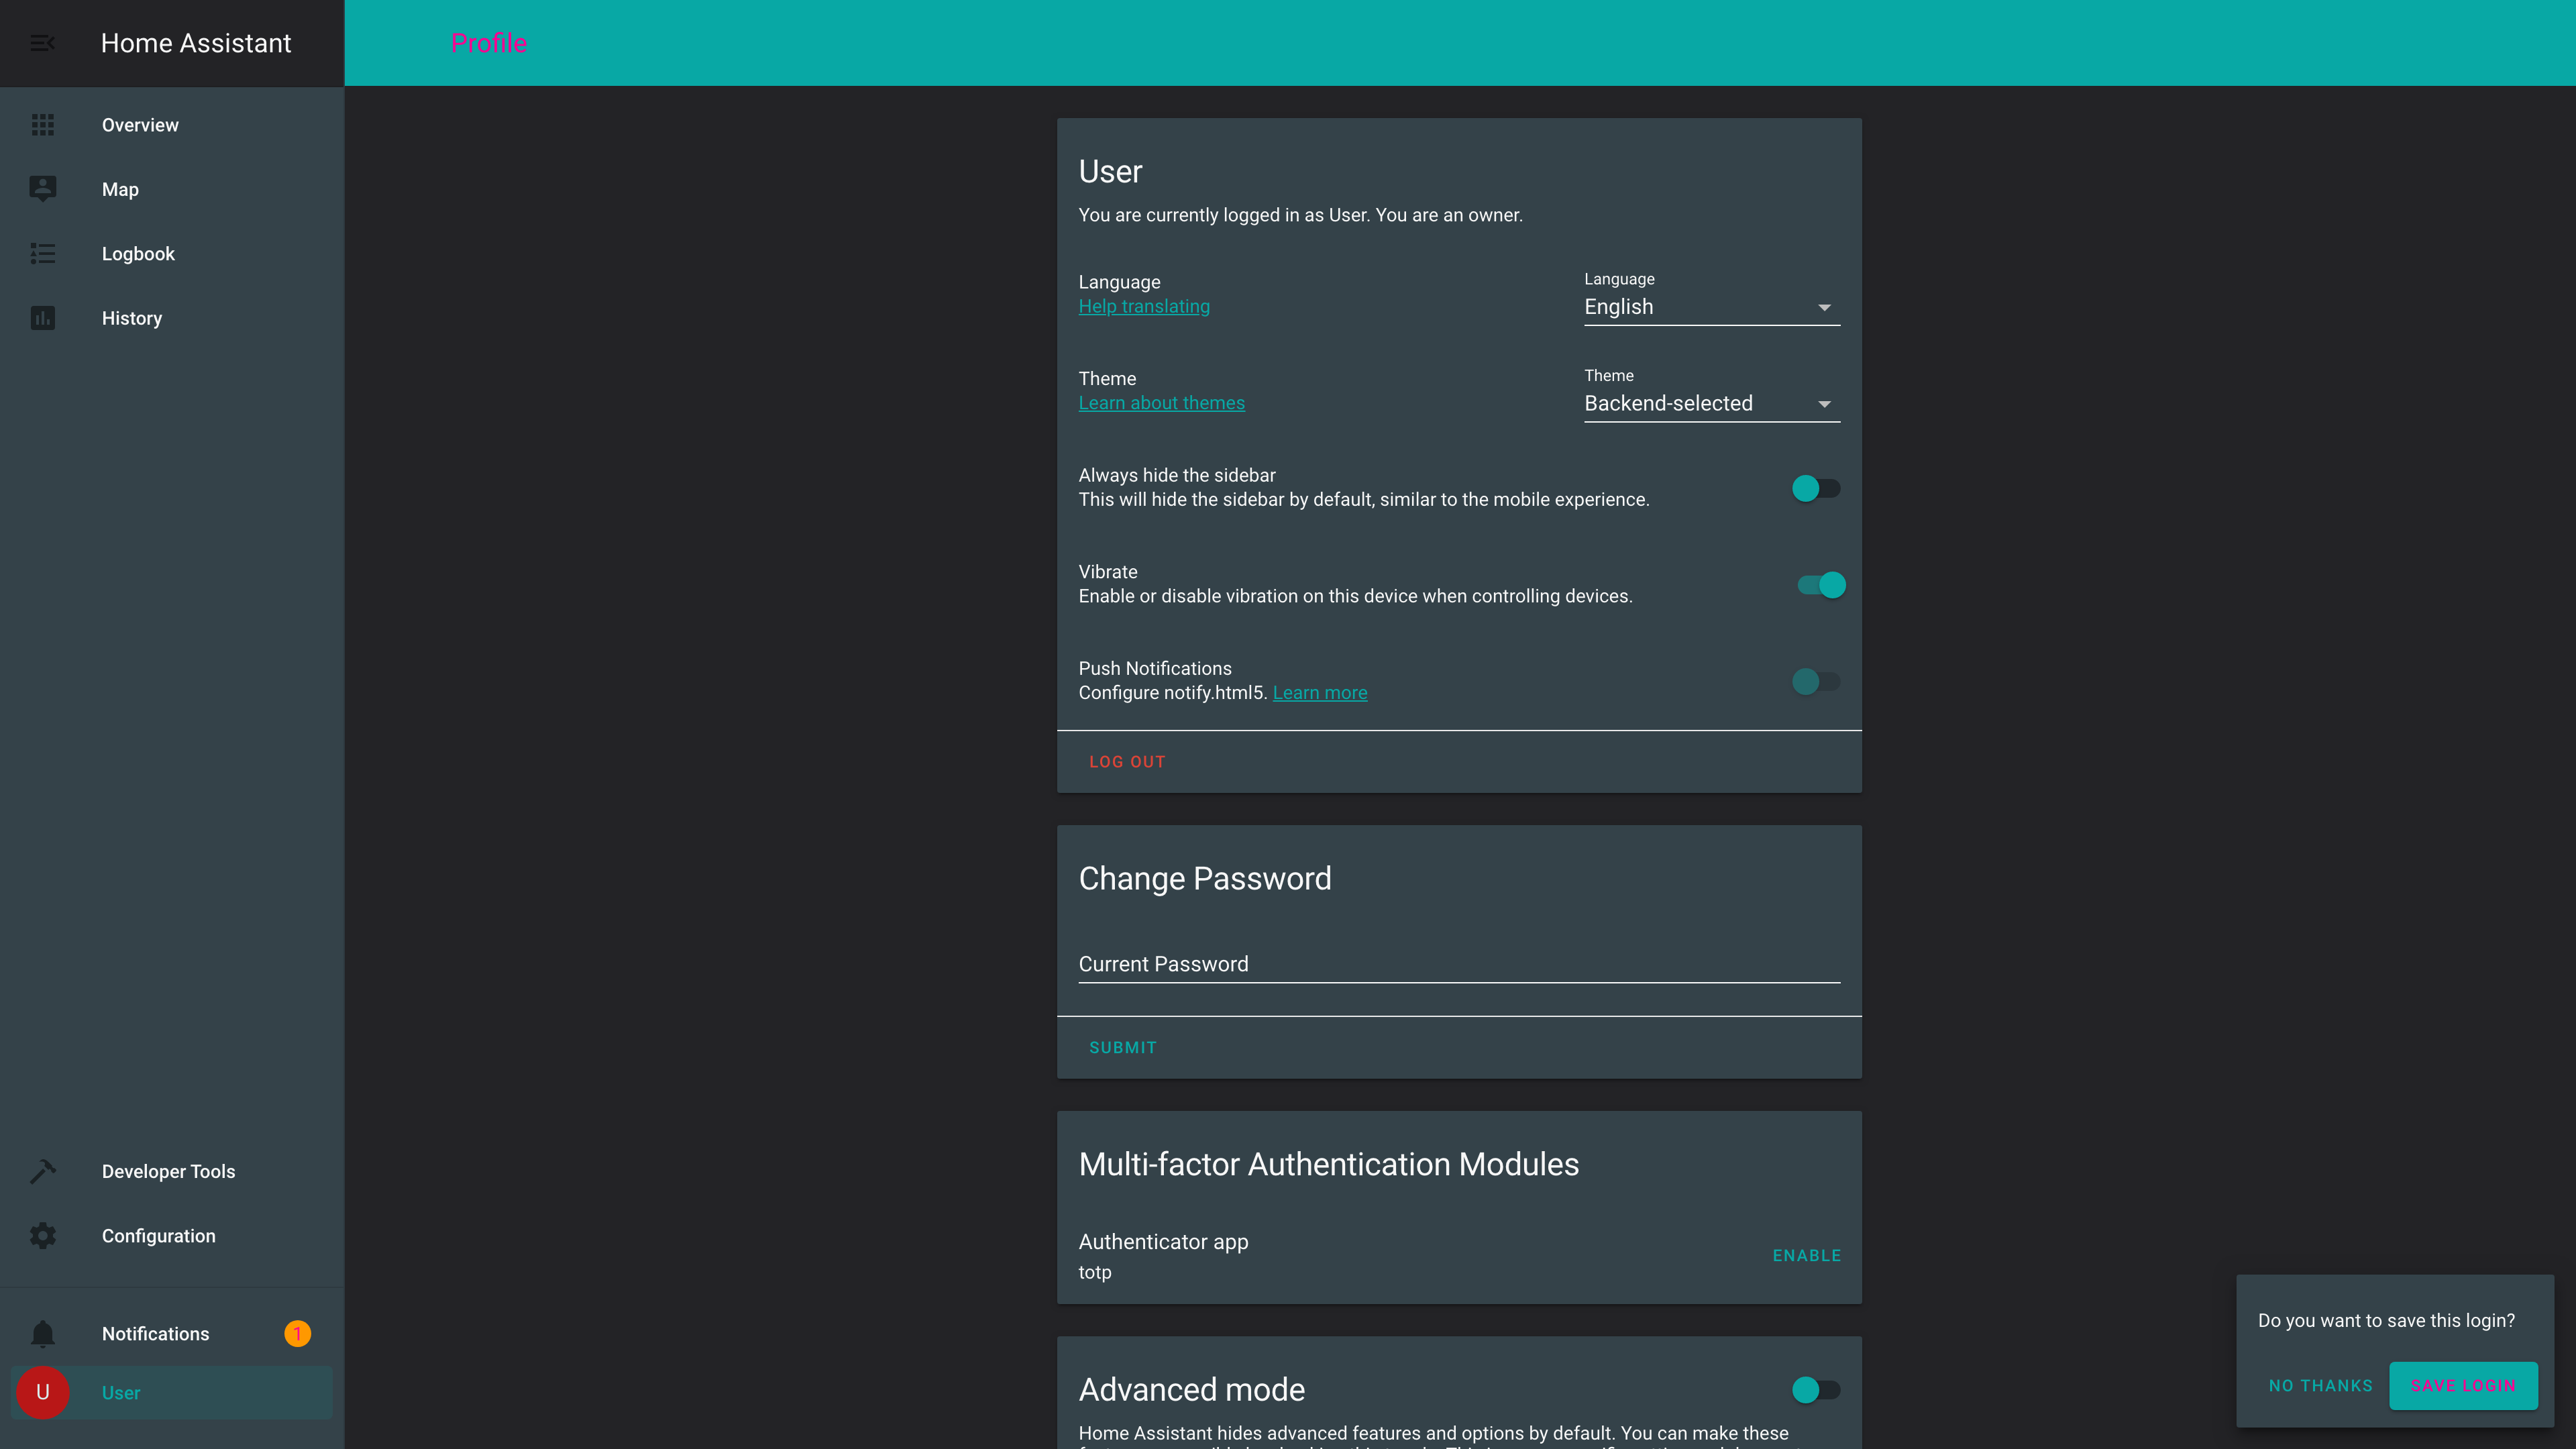 Home Assistant
Profile
Overview
Map
Logbook
History
Developer Tools
Configuration
Notifications
1
U
User
User
You are currently logged in as User. You are an owner.
Language
Help translating
Language
English
Theme
Learn about themes
Theme
Backend-selected
Always hide the sidebar
This will hide the sidebar by default, similar to the mobile experience.
Vibrate
Enable or disable vibration on this device when controlling devices.
Push Notifications
Configure notify.html5. Learn more
LOG OUT
Change Password
Current Password
SUBMIT
Multi-factor Authentication Modules
Authenticator app
totp
ENABLE
Advanced mode
Home Assistant hides advanced features and options by default. You can make these
Do you want to save this login?
NO THANKS
SAVE LOGIN